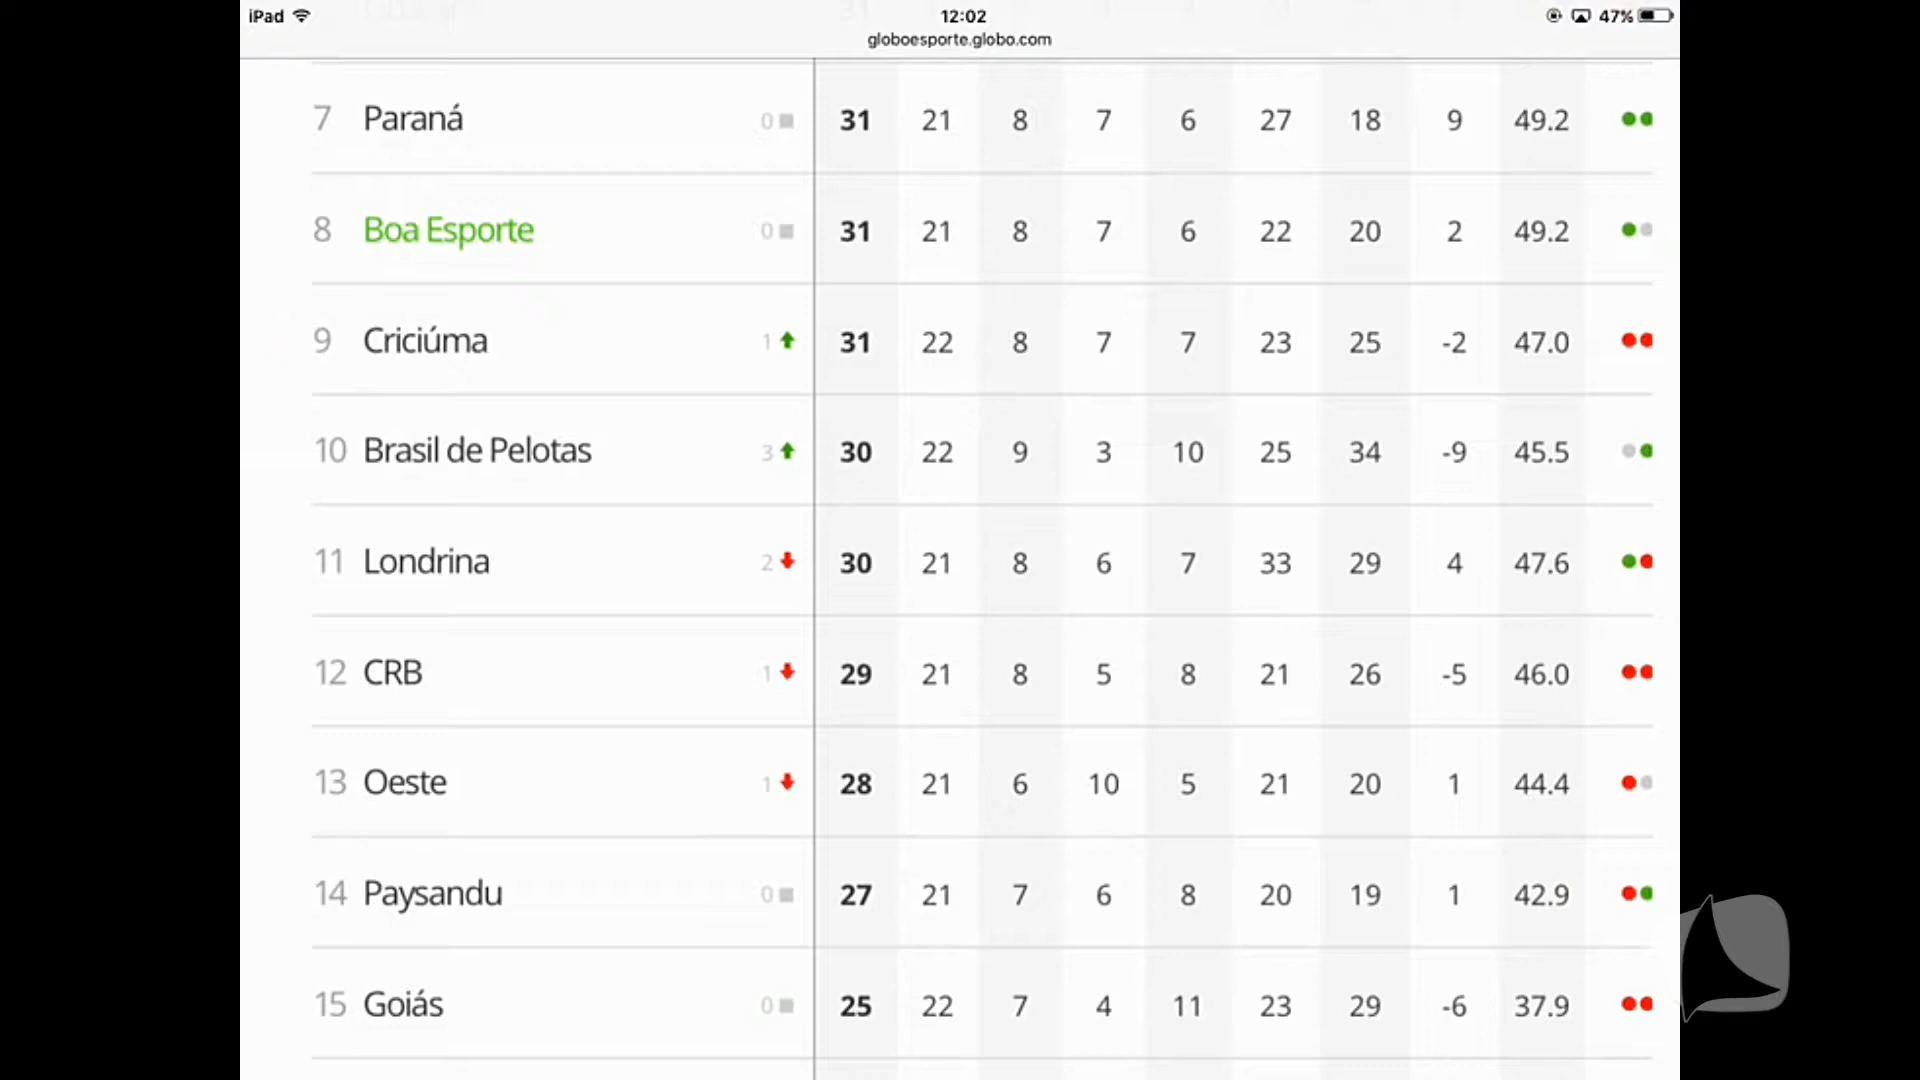 iPad 12:02 47%
globoesporte.globo.com
7 Paraná 0 31 21 8 7 6 27 18 9 49.2
8 Boa Esporte 0 31 21 8 7 6 22 20 2 49.2
9 Criciúma 1 31 22 8 7 7 23 25 -2 47.0
10 Brasil de Pelotas 3 30 22 9 3 10 25 34 -9 45.5
11 Londrina 2 30 21 8 6 7 33 29 4 47.6
12 CRB 1 29 21 8 5 8 21 26 -5 46.0
13 Oeste 1 28 21 6 10 5 21 20 1 44.4
14 Paysandu 0 27 21 7 6 8 20 19 1 42.9
15 Goiás 0 25 22 7 4 11 23 29 -6 37.9